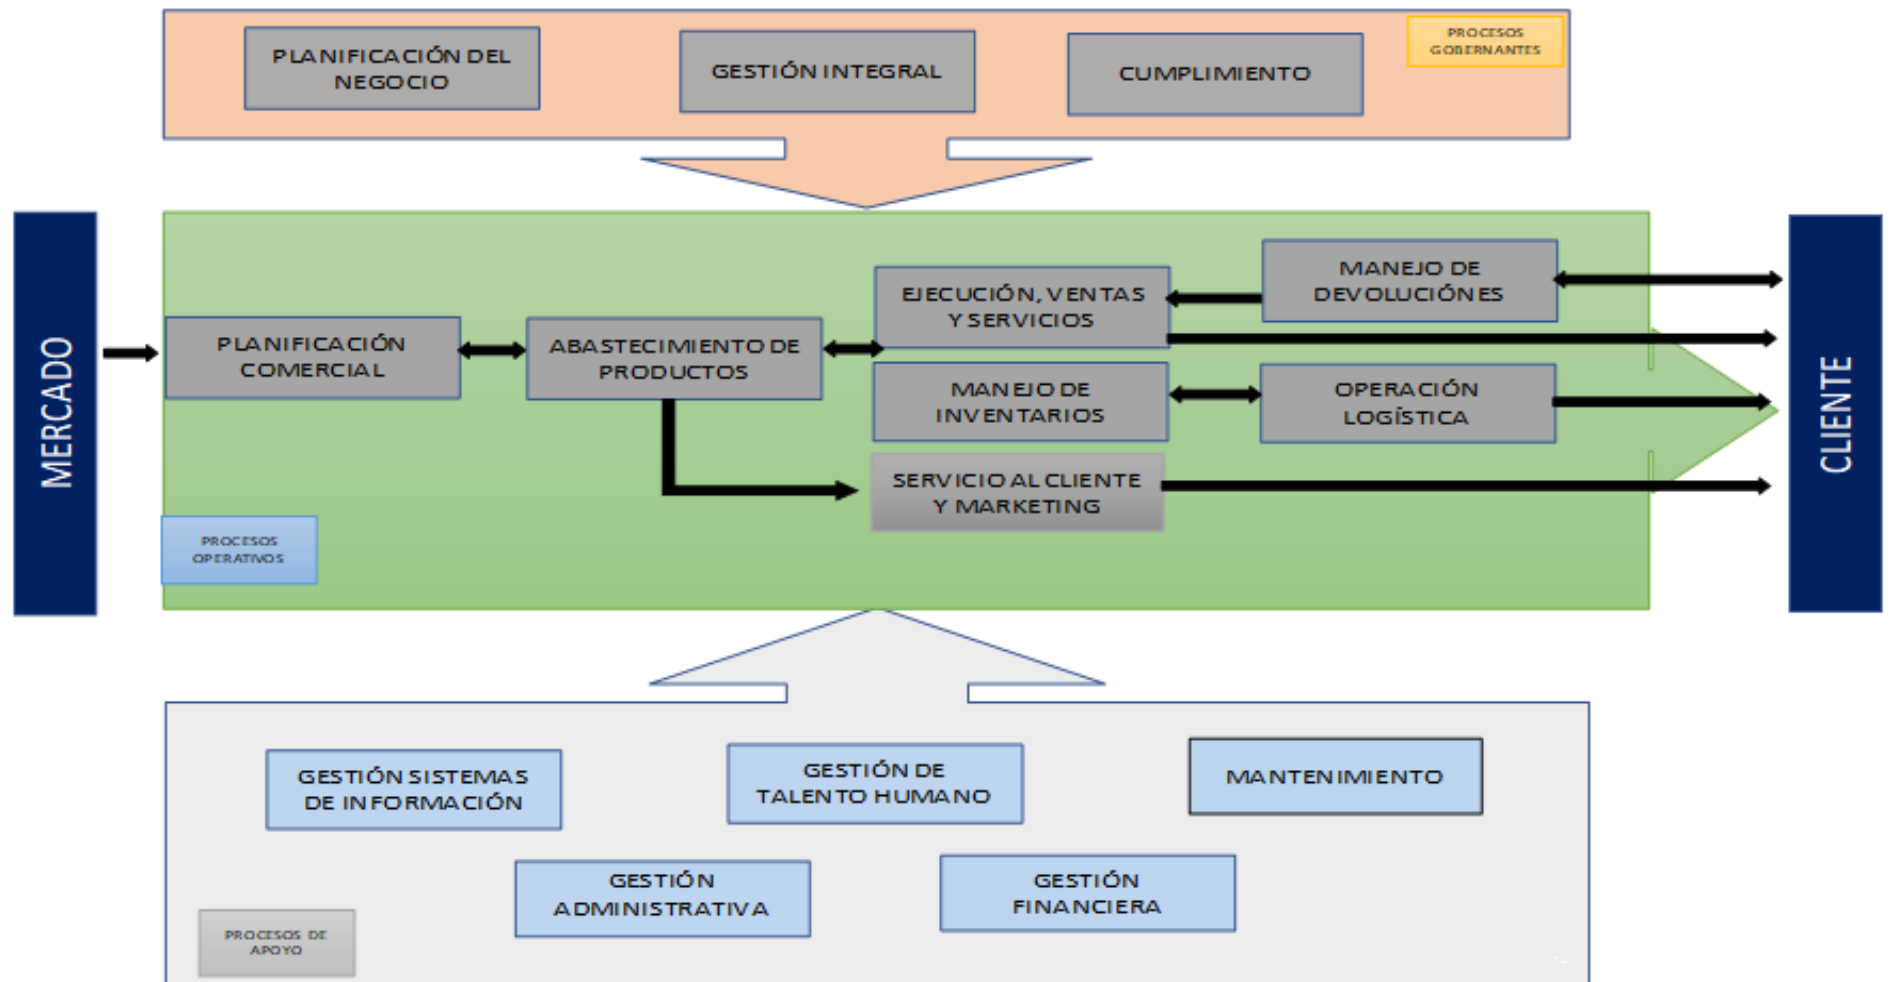 PROCESOS
GOBERNANTES
PLANIFICACIÓN DEL
NEGOCIO
GESTIÓN INTEGRAL
CUMPLIMIENTO
MERCADO
PLANIFICACIÓN
COMERCIAL
ABASTECIMIENTO DE
PRODUCTOS
EJECUCIÓN, VENTAS
Y SERVICIOS
MANEJO DE
DEVOLUCIÓNES
MANEJO DE
INVENTARIOS
OPERACIÓN
LOGÍSTICA
SERVICIO AL CLIENTE
Y MARKETING
PROCESOS
OPERATIVOS
CLIENTE
GESTIÓN SISTEMAS
DE INFORMACIÓN
GESTIÓN DE
TALENTO HUMANO
MANTENIMIENTO
GESTIÓN
ADMINISTRATIVA
GESTIÓN
FINANCIERA
PROCESOS DE
APOYO